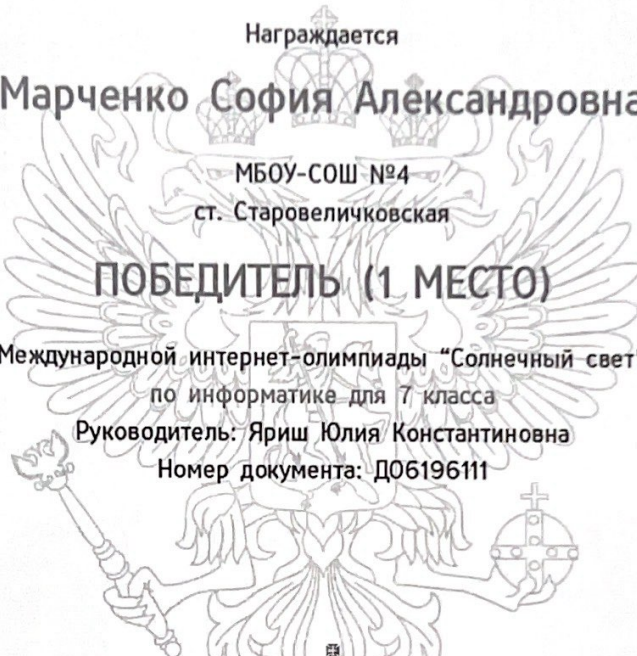 Награждается
Марченко София Александровна
МБОУ-СОШ №4
ст. Старовеличковская
ПОБЕДИТЕЛЬ (1 МЕСТО)
Международной интернет-олимпиады "Солнечный свет"
по информатике для 7 класса
Руководитель: Яриш Юлия Константиновна
Номер документа: ДО6196111